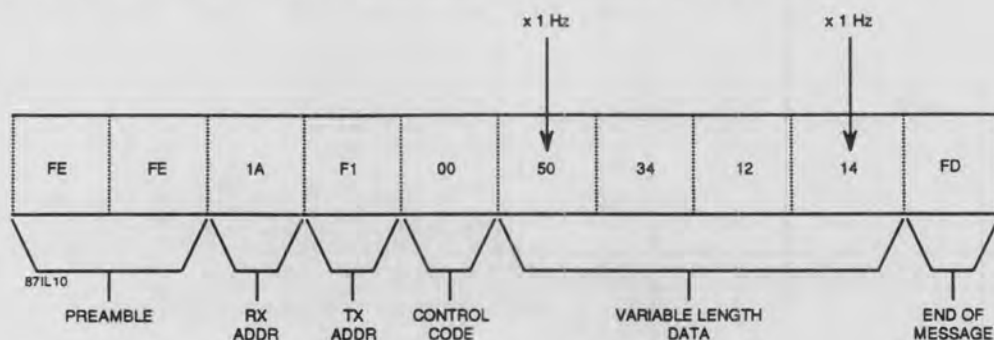 x 1 Hz x 1 Hz
FE FE 1A F1 00 50 34 12 14 FD
871L10
PREAMBLE RX ADDR TX ADDR CONTROL CODE VARIABLE LENGTH DATA END OF MESSAGE